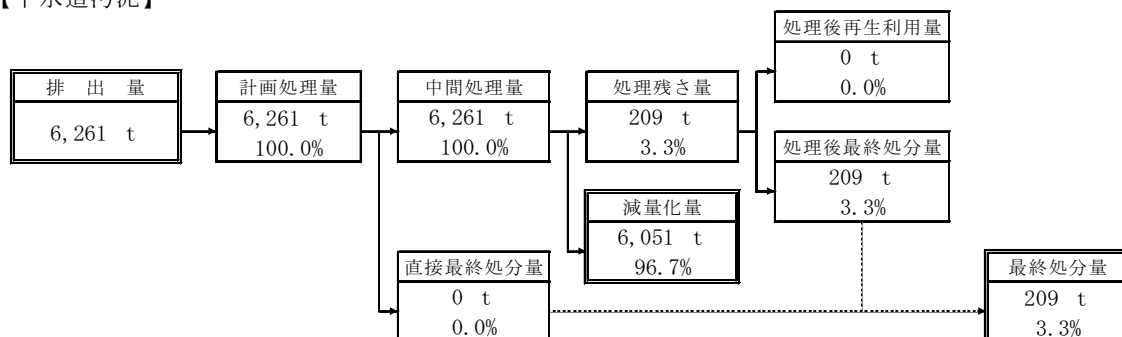 処理後再生利用量
0 t
0.0%
排 出 量
6,261 t
計画処理量
6,261 t
100.0%
中間処理量
6,261 t
100.0%
処理残さ量
209 t
3.3%
処理後最終処分量
209 t
3.3%
減量化量
6,051 t
96.7%
直接最終処分量
0 t
0.0%
最終処分量
209 t
3.3%